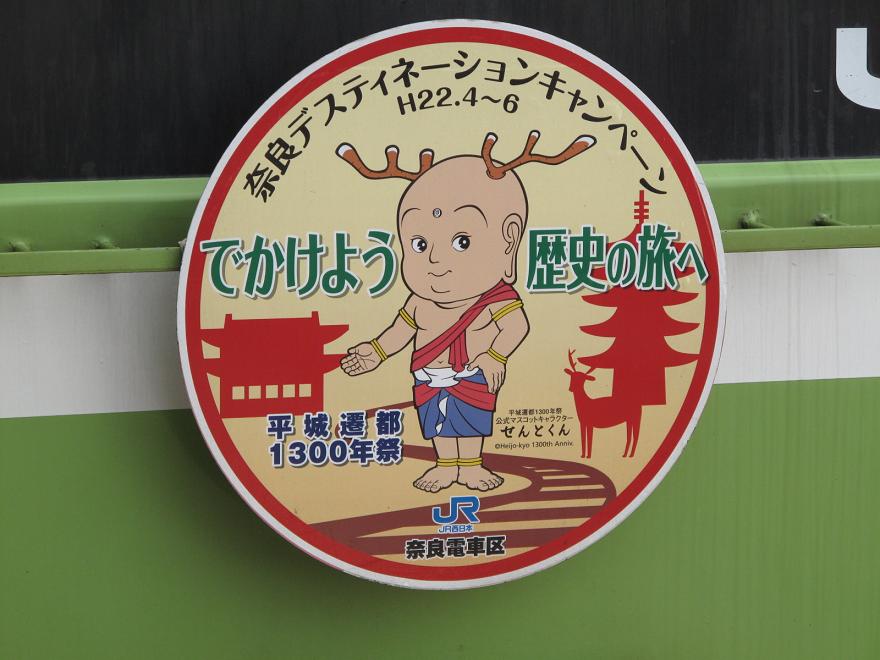 奈良デスティネーションキャンペーン
H22.4～6
でかけよう 歴史の旅へ
平城遷都
1300年祭
平城遷都1300年祭
公式マスコットキャラクター
せんとくん
©Heijo-kyo 1300th Anniv.
JR
JR西日本
奈良電車区